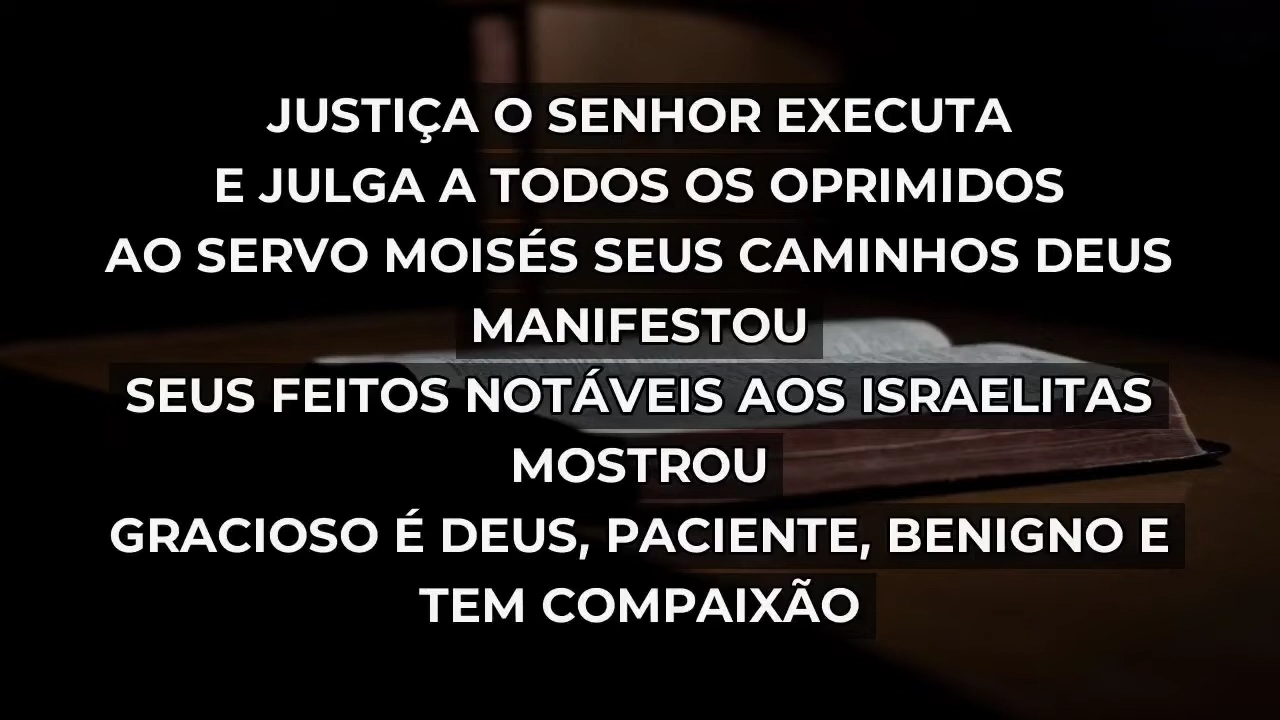 JUSTIÇA O SENHOR EXECUTA
E JULGA A TODOS OS OPRIMIDOS
AO SERVO MOISÉS SEUS CAMINHOS DEUS
MANIFESTOU
SEUS FEITOS NOTÁVEIS AOS ISRAELITAS
MOSTROU
GRACIOSO É DEUS, PACIENTE, BENIGNO E
TEM COMPAIXÃO